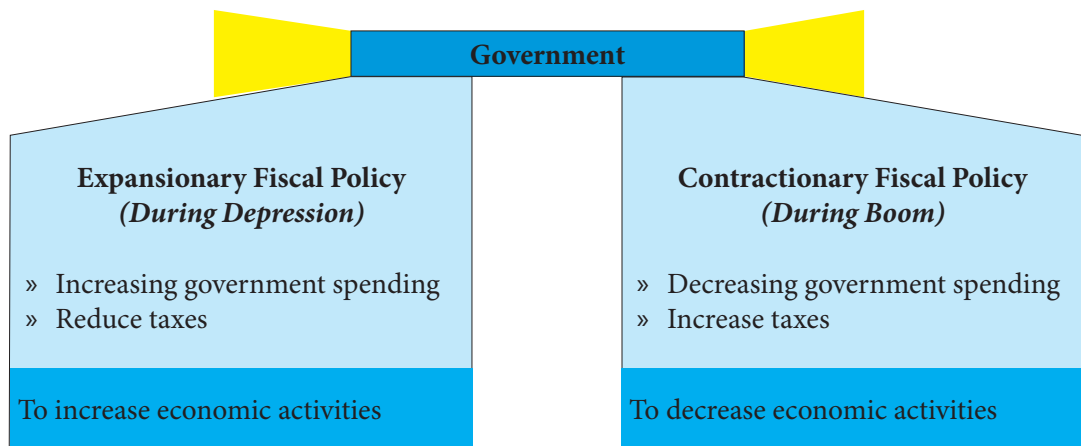 Government
Expansionary Fiscal Policy
(During Depression)
» Increasing government spending
» Reduce taxes
To increase economic activities
Contractionary Fiscal Policy
(During Boom)
» Decreasing government spending
» Increase taxes
To decrease economic activities